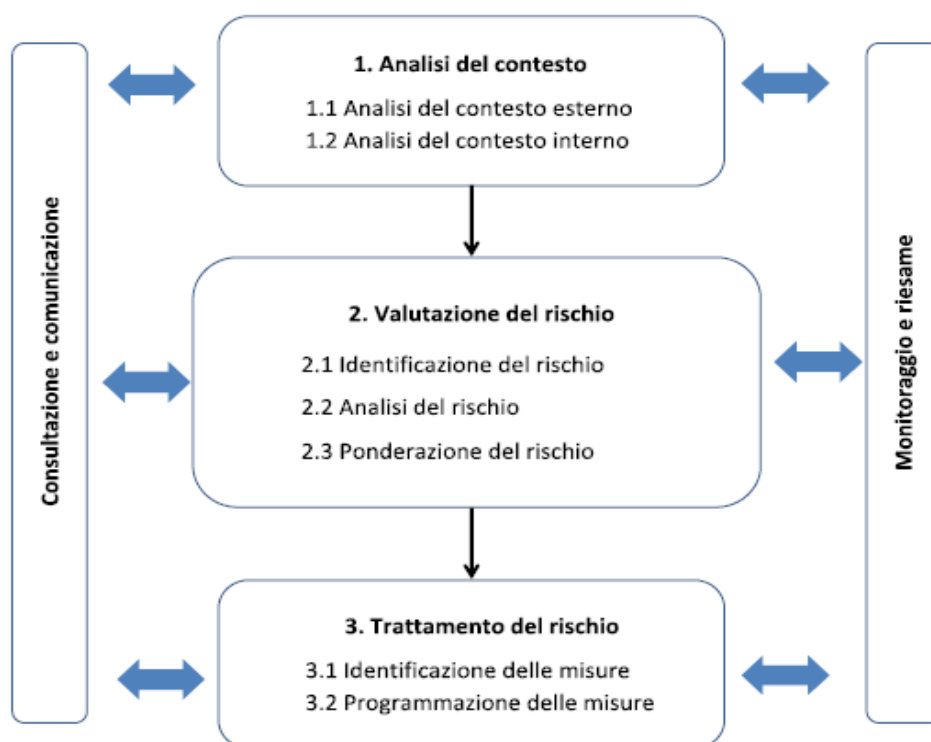 Consultazione e comunicazione
1. Analisi del contesto
1.1 Analisi del contesto esterno
1.2 Analisi del contesto interno
2. Valutazione del rischio
2.1 Identificazione del rischio
2.2 Analisi del rischio
2.3 Ponderazione del rischio
3. Trattamento del rischio
3.1 Identificazione delle misure
3.2 Programmazione delle misure
Monitoraggio e riesame